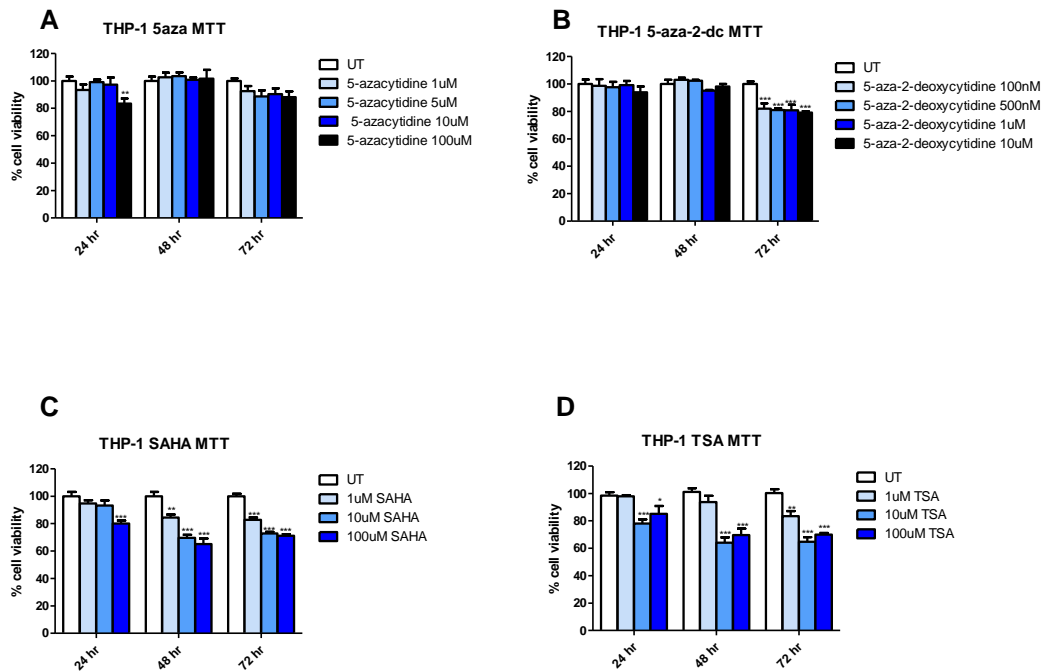 A
THP-1 5aza MTT
% cell viability
120
100
80
60
40
20
0
**
24 hr
48 hr
72 hr
UT
5-azacytidine 1uM
5-azacytidine 5uM
5-azacytidine 10uM
5-azacytidine 100uM
B
THP-1 5-aza-2-dc MTT
% cell viability
120
100
80
60
40
20
0
*** *** *** ***
24 hr
48 hr
72 hr
UT
5-aza-2-deoxycytidine 100nM
5-aza-2-deoxycytidine 500nM
5-aza-2-deoxycytidine 1uM
5-aza-2-deoxycytidine 10uM
C
THP-1 SAHA MTT
% cell viability
120
100
80
60
40
20
0
***
** *** ***
*** *** ***
24 hr
48 hr
72 hr
UT
1uM SAHA
10uM SAHA
100uM SAHA
D
THP-1 TSA MTT
% cell viability
120
100
80
60
40
20
0
*** *
*** ***
** *** ***
24 hr
48 hr
72 hr
UT
1uM TSA
10uM TSA
100uM TSA